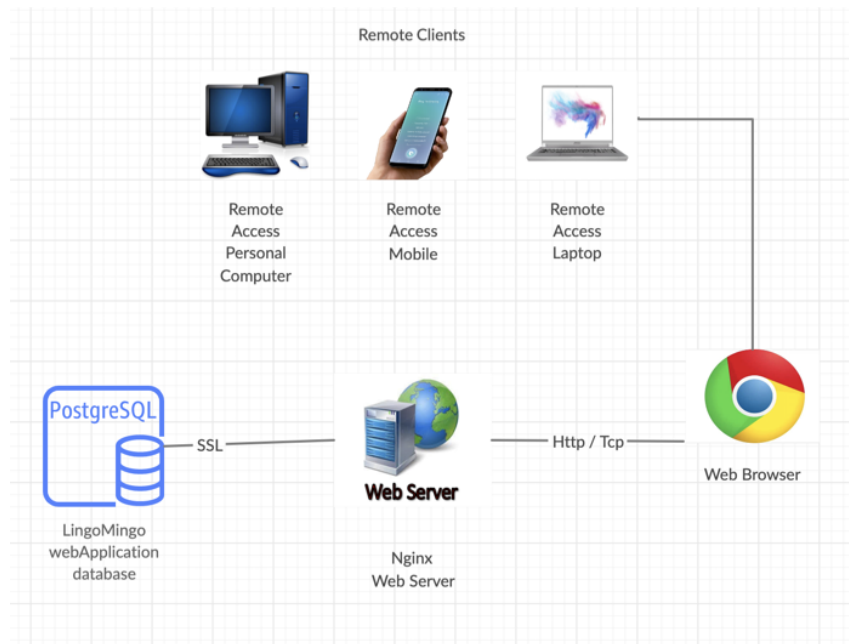 Remote Clients
Remote
Access
Personal
Computer
Remote
Access
Mobile
Remote
Access
Laptop
PostgreSQL
SSL
Web Server
Http / Tcp
Web Browser
LingoMingo
webApplication
database
Nginx
Web Server